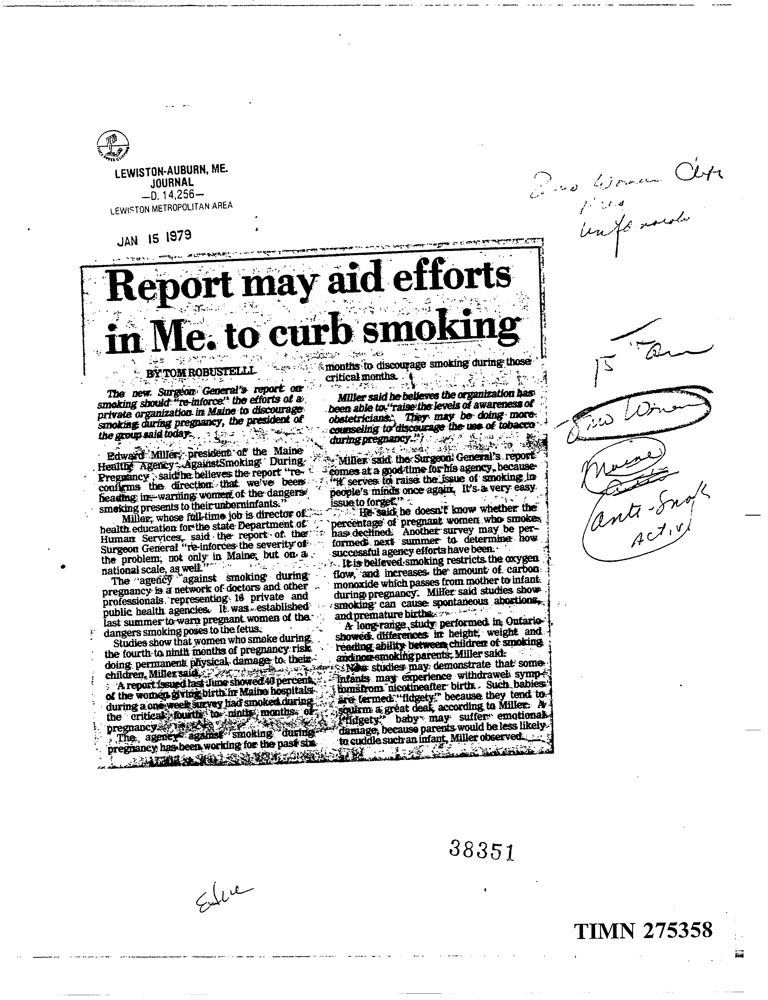 LEWISTON-AUBURN, ME.
JOURNAL
—D. 14,256—
LEWISTON METROPOLITAN AREA
JAN 15 1979
Report may aid efforts
in Me. to curb smoking
BY TOM ROBUSTELLI
The new Surgeon General's report on
smoking should "re-inforce" the efforts of a
private organization in Maine to discourage
smoking during pregnancy, the president of
the group said today.
Edward Miller, president of the Maine
Health Agency Against Smoking During
Pregnancy, said he believes the report "re-
confirms the direction that we've been
heading in—warning women of the dangers
smoking presents to their unborn infants."
Miller, whose full-time job is director of
health education for the state Department of
Human Services, said the report of the
Surgeon General "re-inforces the severity of
the problem, not only in Maine, but on a
national scale, as well."
The "agency" against smoking during
pregnancy is a network of doctors and other
professionals representing 16 private and
public health agencies. It was established
last summer to warn pregnant women of the
dangers smoking poses to the fetus.
Studies show that women who smoke during
the fourth to ninth months of pregnancy risk
doing permanent physical damage to their
children, Miller said.
A report issued last June showed 40 percent
of the women giving birth in Maine hospitals
during a one-week survey had smoked during
the critical fourth to ninth months of
pregnancy.
The agency against smoking during
pregnancy has been working for the past six
months to discourage smoking during those
critical months.
Miller said he believes the organization has
been able to "raise the levels of awareness of
obstetricians. They may be doing more
counseling to discourage the use of tobacco
during pregnancy."
Miller said the Surgeon General's report
comes at a good time for his agency, because
"it serves to raise the issue of smoking in
people's minds once again. It's a very easy
issue to forget."
He said he doesn't know whether the
percentage of pregnant women who smoke
has declined. Another survey may be per-
formed next summer to determine how
successful agency efforts have been.
It is believed smoking restricts the oxygen
flow, and increases the amount of carbon
monoxide which passes from mother to infant
during pregnancy. Miller said studies show
smoking can cause spontaneous abortions,
and premature births.
A long-range study performed in Ontario
showed differences in height, weight and
reading ability between children of smoking
and non-smoking parents, Miller said.
New studies may demonstrate that some
infants may experience withdrawal symp-
toms from nicotine after birth. Such babies
are termed "fidgety," because they tend to
squirm a great deal, according to Miller. A
"fidgety" baby may suffer emotional
damage, because parents would be less likely
to cuddle such an infant, Miller observed.
Women
15
Women
Maine
Anti-Smok
Activ
38351
TIMN 275358